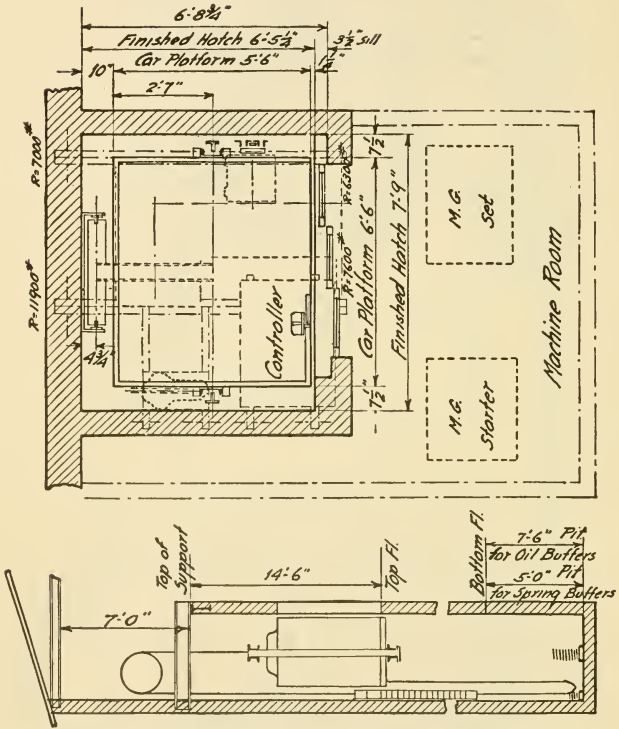 6'-8¾"
Finished Hatch 6'-5¼"
3½" sill
Car Platform 5'-6"
10"
1¼"
2'-7"
R=7000#
7½"
R=6300#
Car Platform 6'-6"
Finished Hatch 7'-9"
M.G.
Set
R=11900#
R=7600#
Machine Room
Controller
4¾"
7½"
M.G.
Starter
Top of
Support
Top Fl.
Bottom Fl.
7'-6" Pit
for Oil Buffers
14'-6"
5'-0" Pit
for Spring Buffers
7'-0"